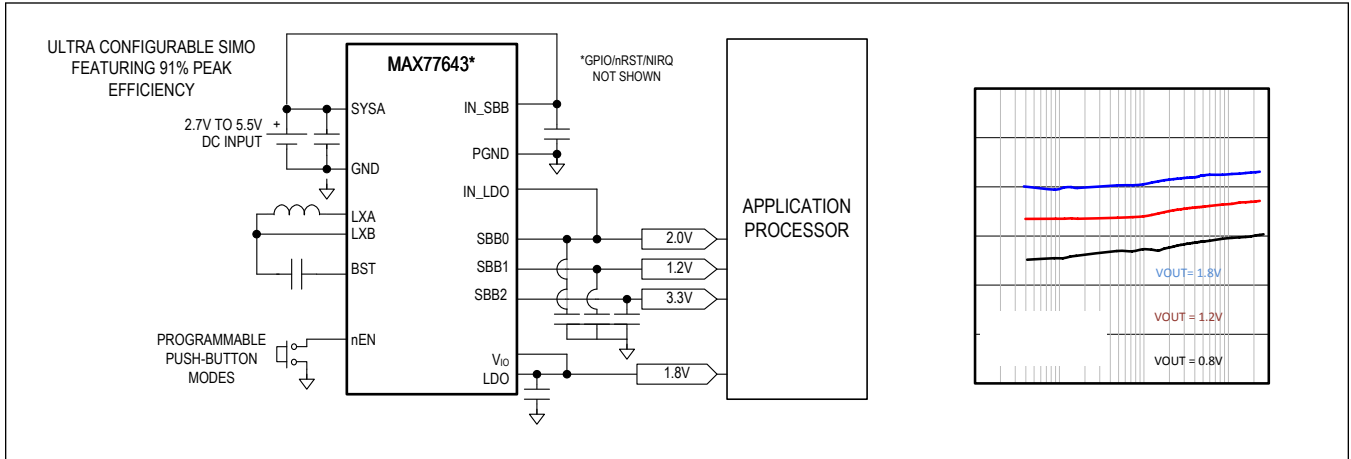 ULTRA CONFIGURABLE SIMO
FEATURING 91% PEAK
EFFICIENCY
2.7V TO 5.5V
DC INPUT
+
MAX77643*
*GPIO/nRST/NIRQ
NOT SHOWN
SYSA
GND
LXA
LXB
BST
nEN
IN_SBB
PGND
IN_LDO
SBB0
SBB1
SBB2
VIO
LDO
PROGRAMMABLE
PUSH-BUTTON
MODES
2.0V
1.2V
3.3V
1.8V
APPLICATION
PROCESSOR
VOUT= 1.8V
VOUT = 1.2V
VOUT = 0.8V